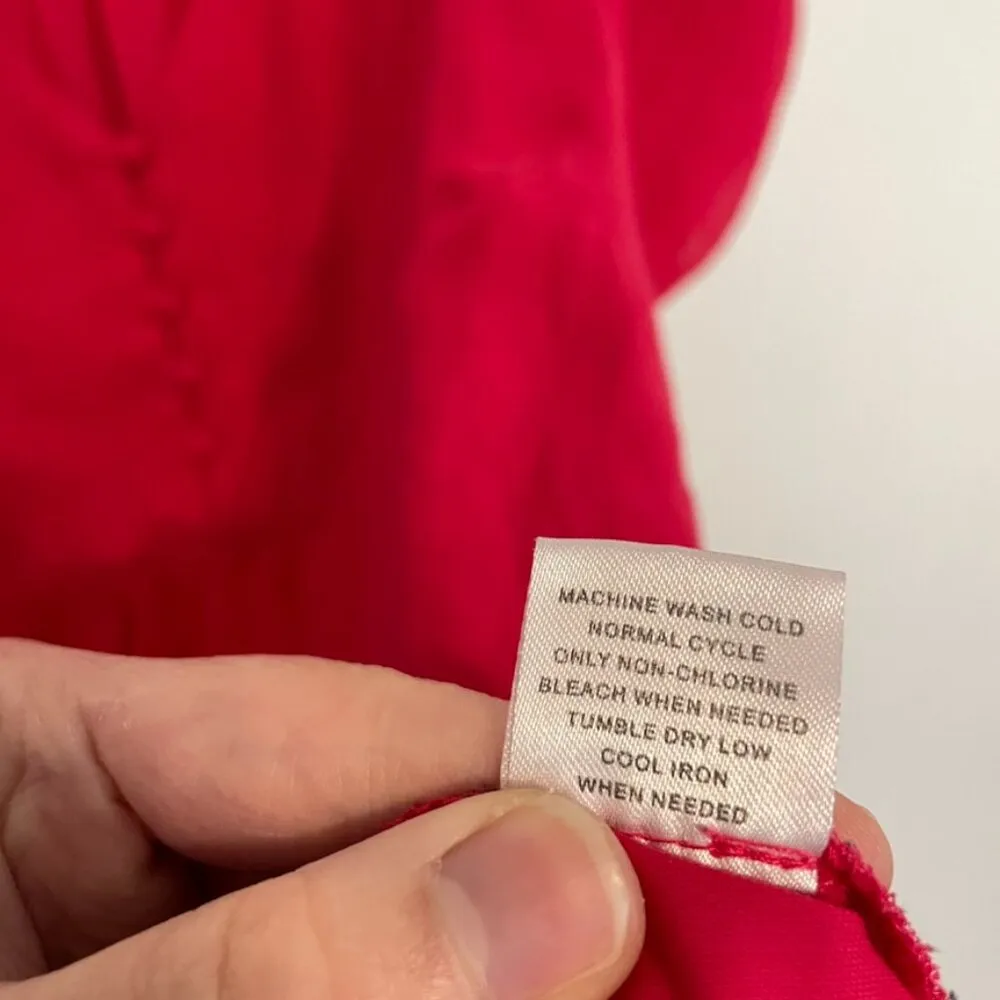 MACHINE WASH COLD
NORMAL CYCLE
ONLY NON-CHLORINE
BLEACH WHEN NEEDED
TUMBLE DRY LOW
COOL IRON
WHEN NEEDED